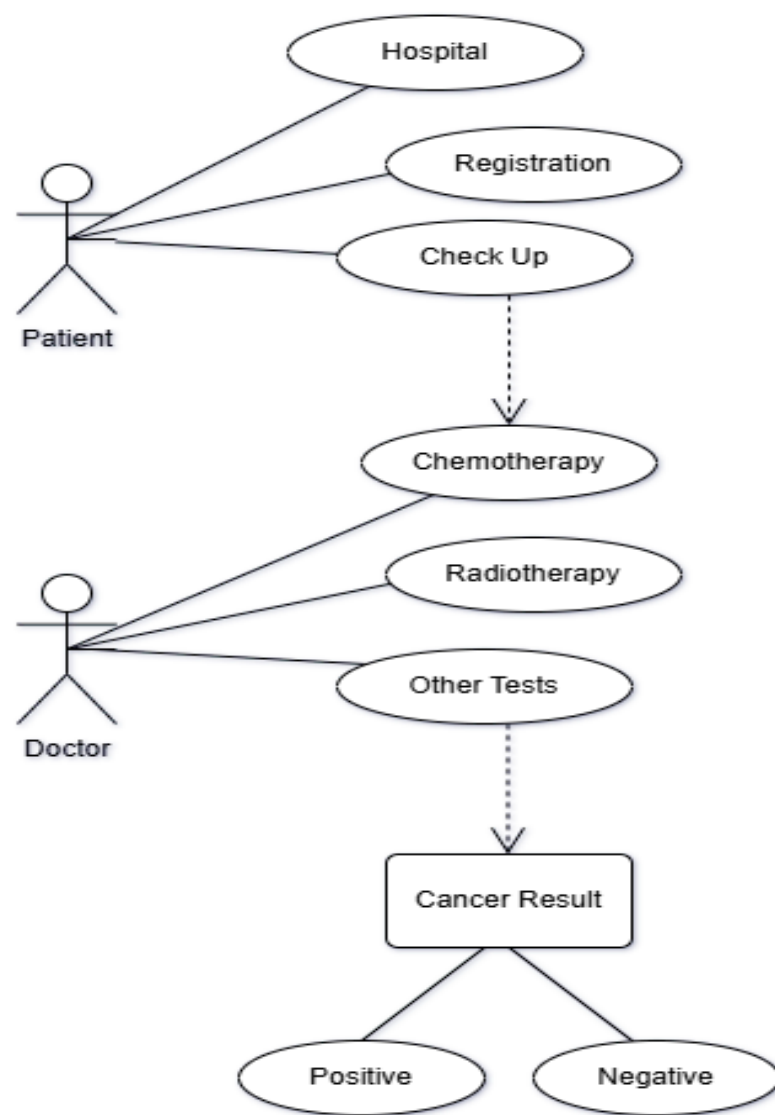 Hospital
Registration
Check Up
Patient
Chemotherapy
Radiotherapy
Other Tests
Doctor
Cancer Result
Positive
Negative